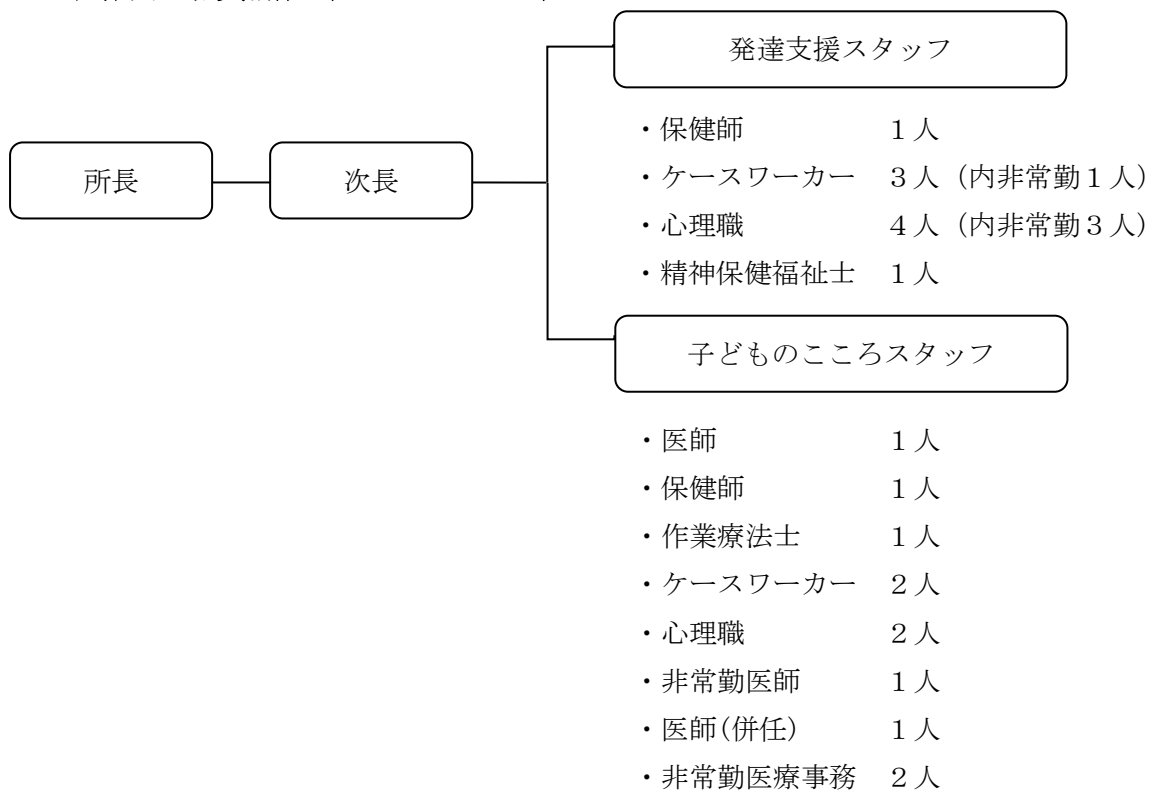 発達支援スタッフ
・保健師 １人
所長
次長
・ケースワーカー ３人（内非常勤１人）
・心理職 ４人（内非常勤３人）
・精神保健福祉士 １人
子どものこころスタッフ
・医師 １人
・保健師 １人
・作業療法士 １人
・ケースワーカー ２人
・心理職 ２人
・非常勤医師 １人
・医師(併任) １人
・非常勤医療事務 ２人